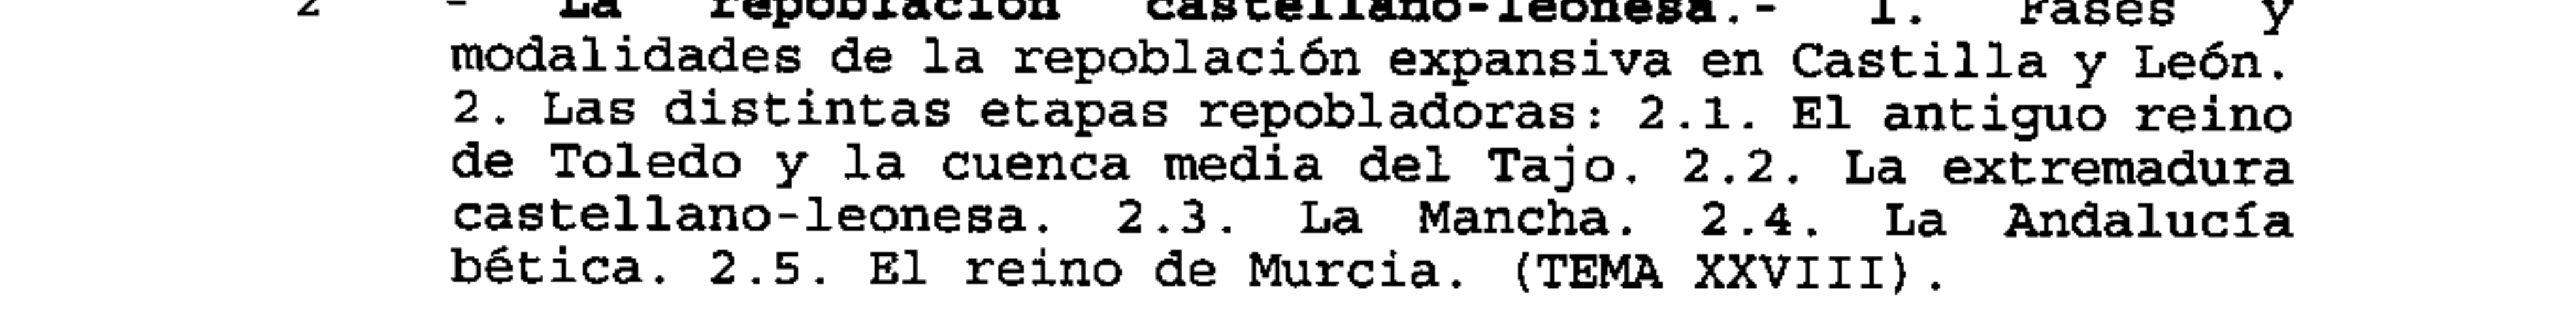 2 - La repoblación castellano-leonesa.- 1. Fases y
modalidades de la repoblación expansiva en Castilla y León.
2. Las distintas etapas repobladoras: 2.1. El antiguo reino
de Toledo y la cuenca media del Tajo. 2.2. La extremadura
castellano-leonesa. 2.3. La Mancha. 2.4. La Andalucía
bética. 2.5. El reino de Murcia. (TEMA XXVIII).